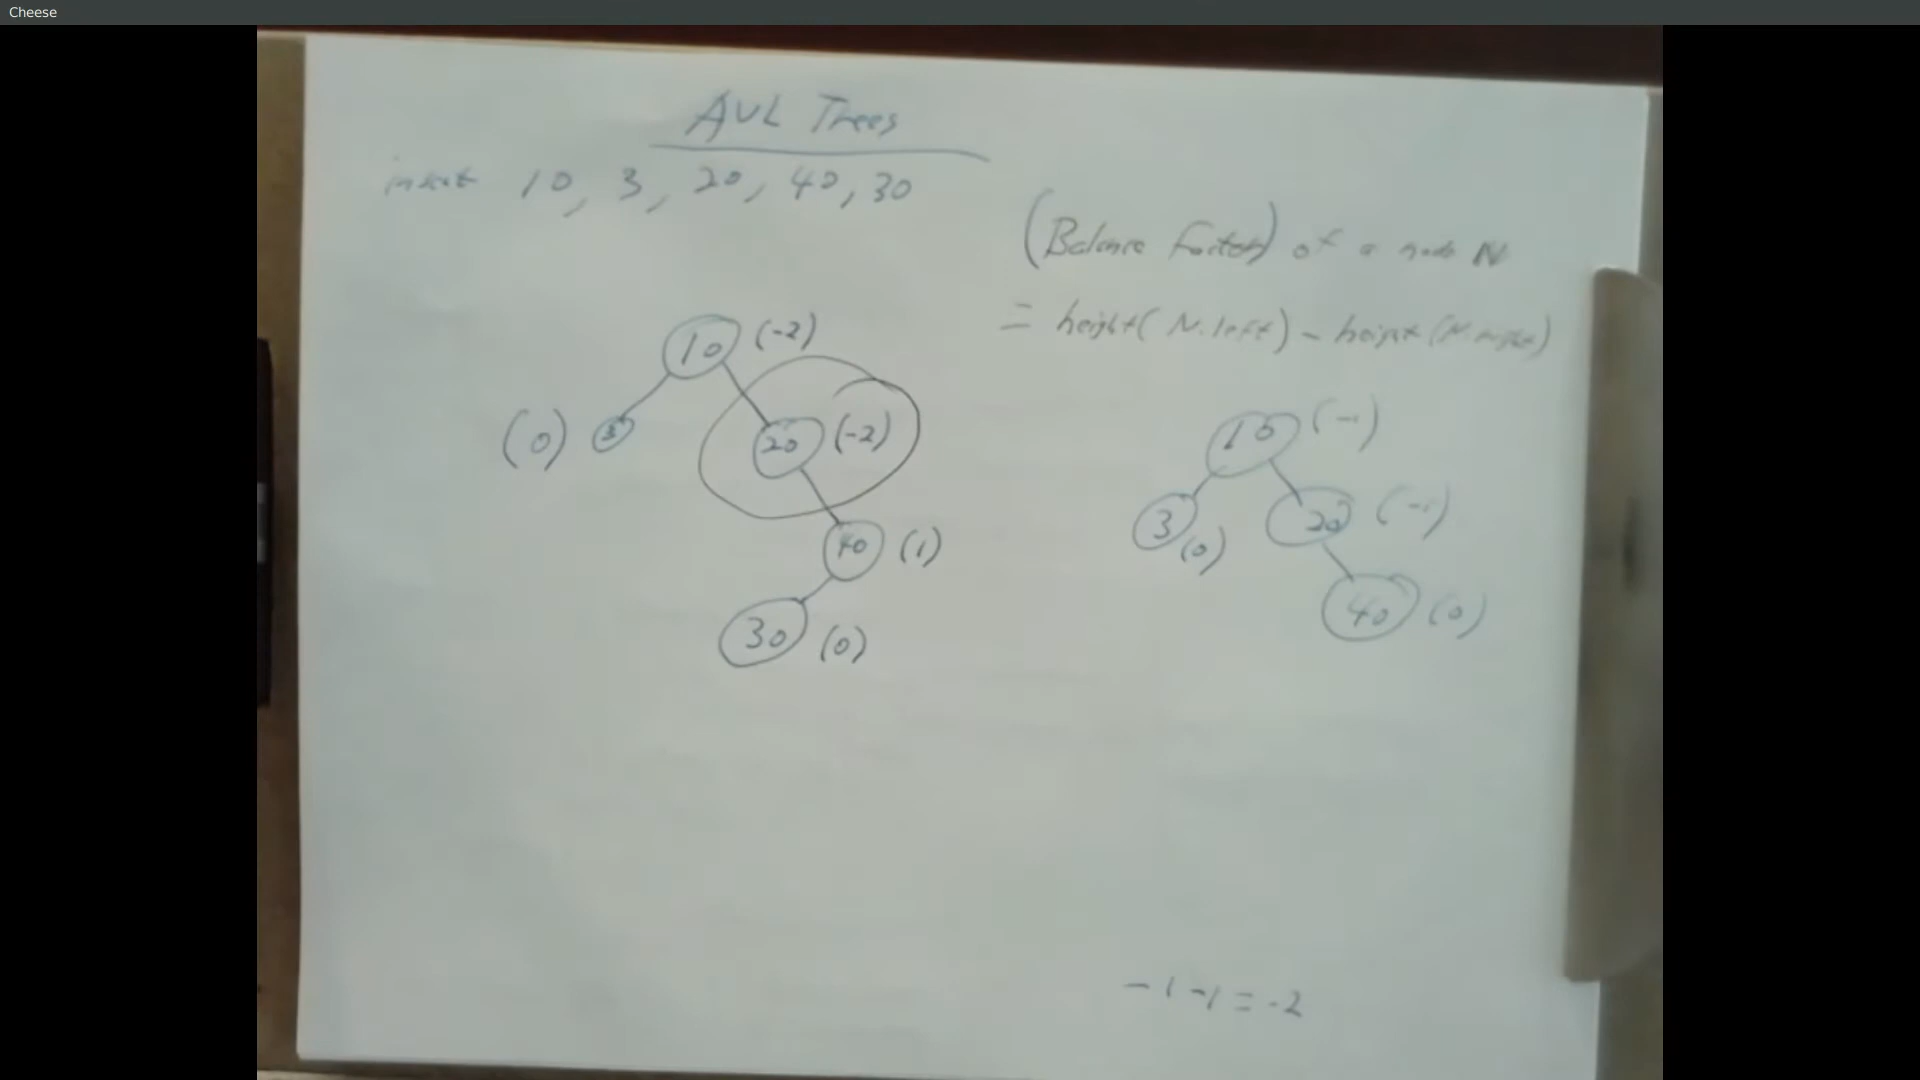 Cheese
AVL Trees
insert 10, 3, 20, 40, 30
(Balance Factor) of a node N
= height(N.left) - height(N.right)
10 (-2)
(0) 3
20 (-2)
40 (1)
30 (0)
10 (-1)
3 (0)
20 (-1)
40 (0)
-1 -1 = -2